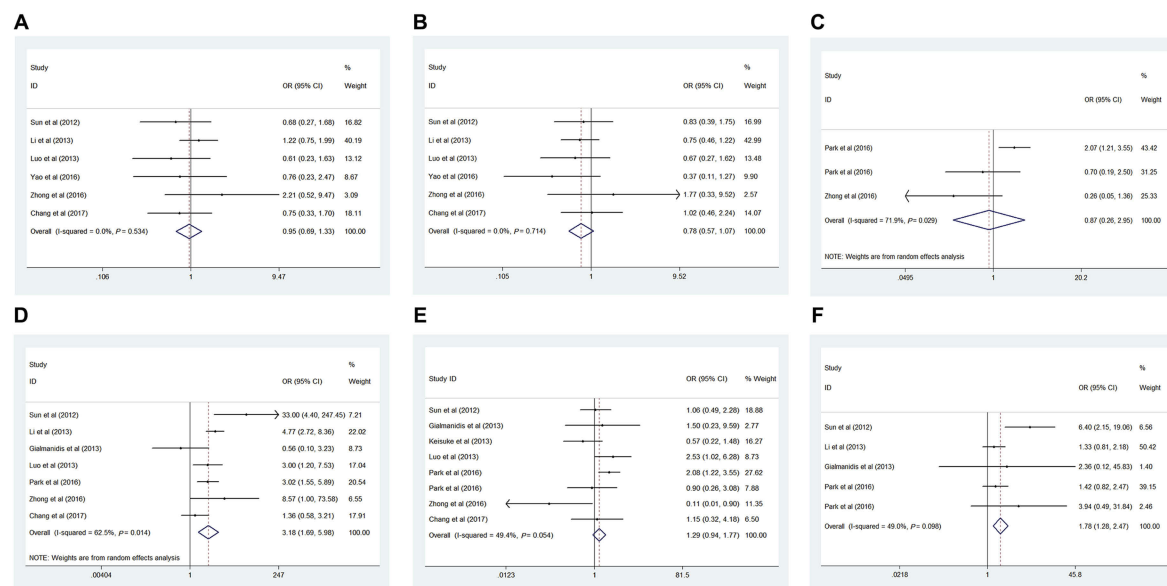 A
Study %
ID OR (95% CI) Weight
Sun et al (2012) 0.68 (0.27, 1.68) 16.82
Li et al (2013) 1.22 (0.75, 1.99) 40.19
Luo et al (2013) 0.61 (0.23, 1.63) 13.12
Yao et al (2016) 0.76 (0.23, 2.47) 8.67
Zhong et al (2016) 2.21 (0.52, 9.47) 3.09
Chang et al (2017) 0.75 (0.33, 1.70) 18.11
Overall (I-squared = 0.0%, P = 0.534) 0.95 (0.69, 1.33) 100.00
.106 1 9.47
B
Study %
ID OR (95% CI) Weight
Sun et al (2012) 0.83 (0.39, 1.75) 16.99
Li et al (2013) 0.75 (0.46, 1.22) 42.99
Luo et al (2013) 0.67 (0.27, 1.62) 13.48
Yao et al (2016) 0.37 (0.11, 1.27) 9.90
Zhong et al (2016) 1.77 (0.33, 9.52) 2.57
Chang et al (2017) 1.02 (0.46, 2.24) 14.07
Overall (I-squared = 0.0%, P = 0.714) 0.78 (0.57, 1.07) 100.00
.105 1 9.52
C
Study %
ID OR (95% CI) Weight
Park et al (2016) 2.07 (1.21, 3.55) 43.42
Park et al (2016) 0.70 (0.19, 2.50) 31.25
Zhong et al (2016) 0.26 (0.05, 1.36) 25.33
Overall (I-squared = 71.9%, P = 0.029) 0.87 (0.26, 2.95) 100.00
NOTE: Weights are from random effects analysis
.0495 1 20.2
D
Study %
ID OR (95% CI) Weight
Sun et al (2012) 33.00 (4.40, 247.45) 7.21
Li et al (2013) 4.77 (2.72, 8.36) 22.02
Gialmanidis et al (2013) 0.56 (0.10, 3.23) 8.73
Luo et al (2013) 3.00 (1.20, 7.53) 17.04
Park et al (2016) 3.02 (1.55, 5.89) 20.54
Zhong et al (2016) 8.57 (1.00, 73.58) 6.55
Chang et al (2017) 1.36 (0.58, 3.21) 17.91
Overall (I-squared = 62.5%, P = 0.014) 3.18 (1.69, 5.98) 100.00
NOTE: Weights are from random effects analysis
.00404 1 247
E
Study ID OR (95% CI) % Weight
Sun et al (2012) 1.06 (0.49, 2.28) 18.88
Gialmanidis et al (2013) 1.50 (0.23, 9.59) 2.77
Keisuke et al (2013) 0.57 (0.22, 1.48) 16.27
Luo et al (2013) 2.53 (1.02, 6.28) 8.73
Park et al (2016) 2.08 (1.22, 3.55) 27.62
Park et al (2016) 0.90 (0.26, 3.08) 7.88
Zhong et al (2016) 0.11 (0.01, 0.90) 11.35
Chang et al (2017) 1.15 (0.32, 4.18) 6.50
Overall (I-squared = 49.4%, P = 0.054) 1.29 (0.94, 1.77) 100.00
.0123 1 81.5
F
Study %
ID OR (95% CI) Weight
Sun et al (2012) 6.40 (2.15, 19.06) 6.56
Li et al (2013) 1.33 (0.81, 2.18) 50.42
Gialmanidis et al (2013) 2.36 (0.12, 45.83) 1.40
Park et al (2016) 1.42 (0.82, 2.47) 39.15
Park et al (2016) 3.94 (0.49, 31.84) 2.46
Overall (I-squared = 49.0%, P = 0.098) 1.78 (1.28, 2.47) 100.00
.0218 1 45.8